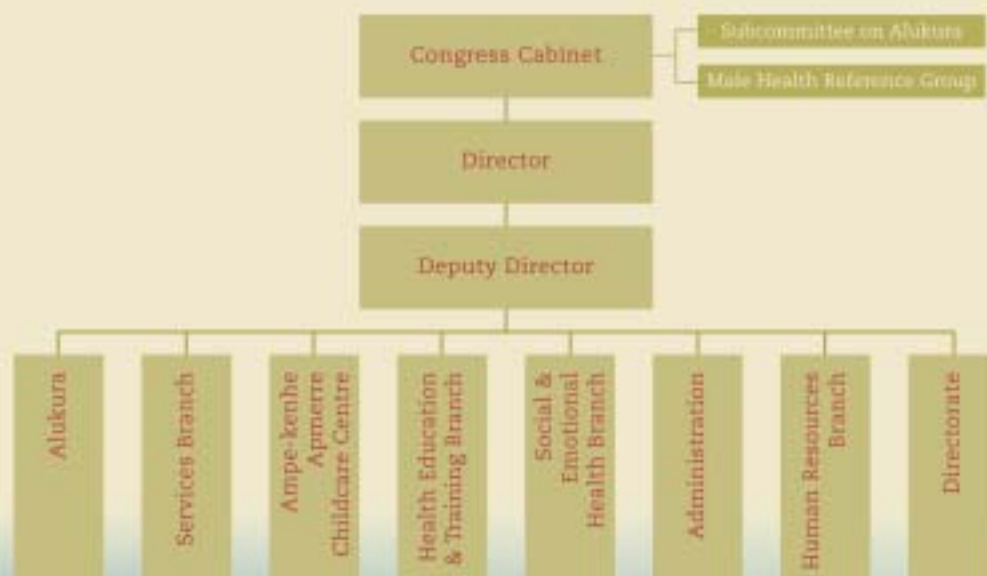 Congress Cabinet
Subcommittee on Alukura
Male Health Reference Group
Director
Deputy Director
Alukura
Services Branch
Ampe-kenhe
Apmerre
Childcare Centre
Health Education
& Training Branch
Social &
Emotional
Health Branch
Administration
Human Resources
Branch
Directorate